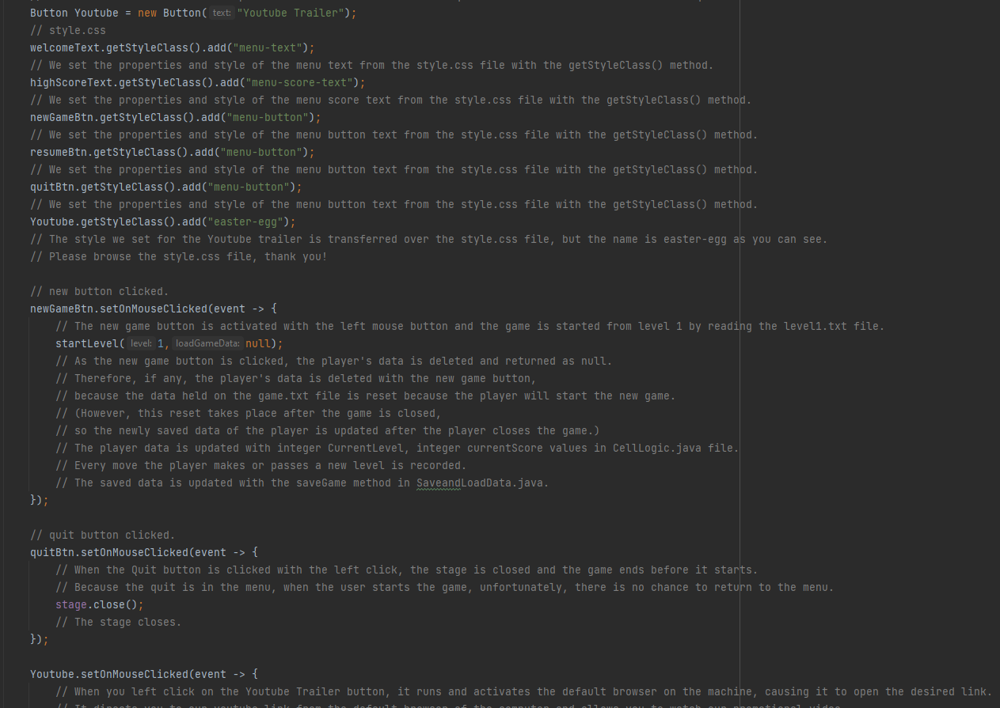 Button Youtube = new Button( text: "Youtube Trailer");
// style.css
welcomeText.getStyleClass().add("menu-text");
// We set the properties and style of the menu text from the style.css file with the getStyleClass() method.
highScoreText.getStyleClass().add("menu-score-text");
// We set the properties and style of the menu score text from the style.css file with the getStyleClass() method.
newGameBtn.getStyleClass().add("menu-button");
// We set the properties and style of the menu button text from the style.css file with the getStyleClass() method.
resumeBtn.getStyleClass().add("menu-button");
// We set the properties and style of the menu button text from the style.css file with the getStyleClass() method.
quitBtn.getStyleClass().add("menu-button");
// We set the properties and style of the menu button text from the style.css file with the getStyleClass() method.
Youtube.getStyleClass().add("easter-egg");
// The style we set for the Youtube trailer is transferred over the style.css file, but the name is easter-egg as you can see.
// Please browse the style.css file, thank you!
// new button clicked.
newGameBtn.setOnMouseClicked(event -> {
// The new game button is activated with the left mouse button and the game is started from level 1 by reading the level1.txt file.
startLevel( level: 1, loadGameData: null);
// As the new game button is clicked, the player's data is deleted and returned as null.
// Therefore, if any, the player's data is deleted with the new game button,
// because the data held on the game.txt file is reset because the player will start the new game.
// (However, this reset takes place after the game is closed,
// so the newly saved data of the player is updated after the player closes the game.)
// The player data is updated with integer CurrentLevel, integer currentScore values in CellLogic.java file.
// Every move the player makes or passes a new level is recorded.
// The saved data is updated with the saveGame method in SaveandLoadData.java.
});
// quit button clicked.
quitBtn.setOnMouseClicked(event -> {
// When the Quit button is clicked with the left click, the stage is closed and the game ends before it starts.
// Because the quit is in the menu, when the user starts the game, unfortunately, there is no chance to return to the menu.
stage.close();
// The stage closes.
});
Youtube.setOnMouseClicked(event -> {
// When you left click on the Youtube Trailer button, it runs and activates the default browser on the machine, causing it to open the desired link.
// It directs you to our youtube link from the default browser of the computer and allows you to watch our promotional video